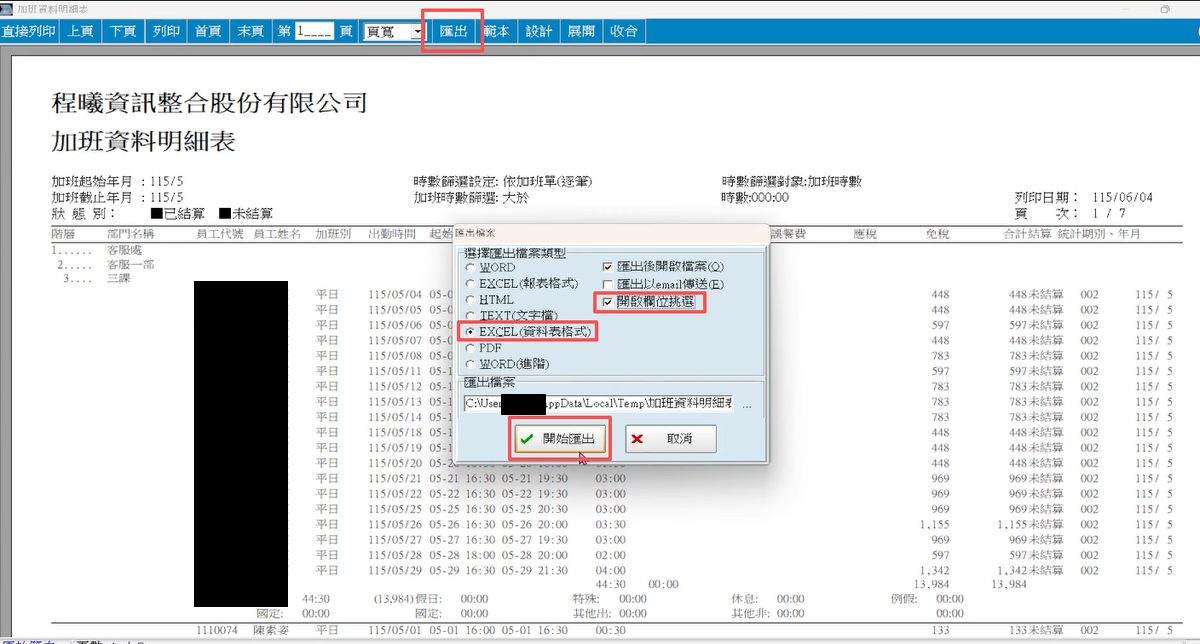 加班資料明細表
直接列印 上頁 下頁 列印 首頁 末頁 第 1____ 頁 頁寬 匯出 範本 設計 展開 收合
程曦資訊整合股份有限公司
加班資料明細表
加班起始年月 ：115/5 時數篩選設定: 依加班單(逐筆) 時數篩選對象:加班時數
加班截止年月 ：115/5 加班時數篩選: 大於 時數:000:00 列印日期： 115/06/04
狀 態 別： ■已結算 ■未結算 頁 次： 1 / 7
階層 部門名稱 員工代號 員工姓名 加班別 出勤時間 起始 誤餐費 應稅 免稅 合計結算 統計期別、年月
1...... 客服處
2..... 客服一部
3.... 三課
匯出檔案
選擇匯出檔案類型
WORD
EXCEL(報表格式)
HTML
TEXT(文字檔)
EXCEL(資料表格式)
PDF
WORD(進階)
匯出後開啟檔案(O)
匯出以email傳送(E)
開啟欄位挑選
匯出檔案
C:\User ppData\Local\Temp\加班資料明細表 ...
開始匯出 取消
平日 115/05/04 05-0 448 448未結算 002 115/ 5
平日 115/05/05 05-0 448 448未結算 002 115/ 5
平日 115/05/06 05-0 597 597未結算 002 115/ 5
平日 115/05/07 05-0 448 448未結算 002 115/ 5
平日 115/05/08 05-0 783 783未結算 002 115/ 5
平日 115/05/11 05-1 597 597未結算 002 115/ 5
平日 115/05/12 05-1 783 783未結算 002 115/ 5
平日 115/05/13 05-1 783 783未結算 002 115/ 5
平日 115/05/14 05-1 783 783未結算 002 115/ 5
平日 115/05/18 05-1 448 448未結算 002 115/ 5
平日 115/05/19 05-1 448 448未結算 002 115/ 5
平日 115/05/20 05-2 448 448未結算 002 115/ 5
平日 115/05/21 05-21 16:30 05-21 19:30 03:00 969 969未結算 002 115/ 5
平日 115/05/22 05-22 16:30 05-22 19:30 03:00 969 969未結算 002 115/ 5
平日 115/05/25 05-25 16:30 05-25 20:30 03:00 969 969未結算 002 115/ 5
平日 115/05/26 05-26 16:30 05-26 20:00 03:30 1,155 1,155未結算 002 115/ 5
平日 115/05/27 05-27 16:30 05-27 19:30 03:00 969 969未結算 002 115/ 5
平日 115/05/28 05-28 18:00 05-28 20:00 02:00 597 597未結算 002 115/ 5
平日 115/05/29 05-29 16:30 05-29 21:30 04:00 1,342 1,342未結算 002 115/ 5
44:30 00:00 13,984 13,984
44:30 (13,984)假日: 00:00 特殊: 00:00 休息: 00:00 例假: 00:00
國定: 00:00 國定: 00:00 其他出: 00:00 其他非: 00:00 00:00
1110074 陳素姿 平日 115/05/01 05-01 16:00 05-01 16:30 00:30 133 133未結算 002 115/ 5